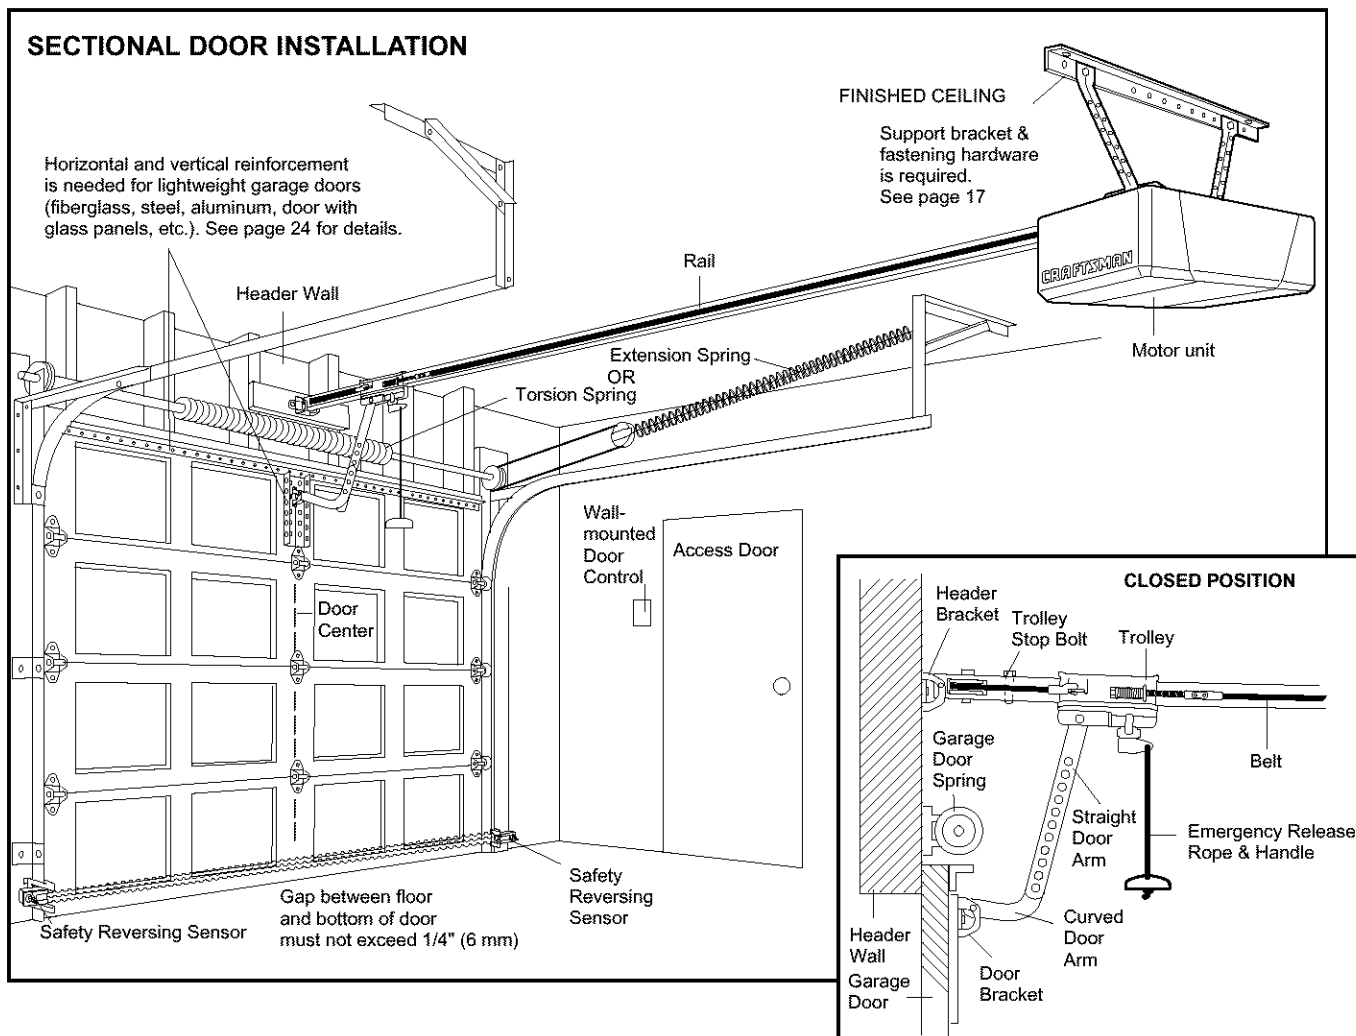 SECTIONAL DOOR INSTALLATION
FINISHED CEILING
Support bracket &
fastening hardware
is required.
See page 17
Horizontal and vertical reinforcement
is needed for lightweight garage doors
(fiberglass, steel, aluminum, door with
glass panels, etc.). See page 24 for details.
Header Wall
Rail
CRAFTSMAN
Motor unit
Extension Spring
OR
Torsion Spring
Wall-
mounted
Door
Control
Access Door
Door
Center
Safety Reversing Sensor
Gap between floor
and bottom of door
must not exceed 1/4" (6 mm)
Safety
Reversing
Sensor
CLOSED POSITION
Header
Bracket
Trolley
Stop Bolt
Trolley
Garage
Door
Spring
Belt
Straight
Door
Arm
Emergency Release
Rope & Handle
Curved
Door
Arm
Header
Wall
Garage
Door
Door
Bracket